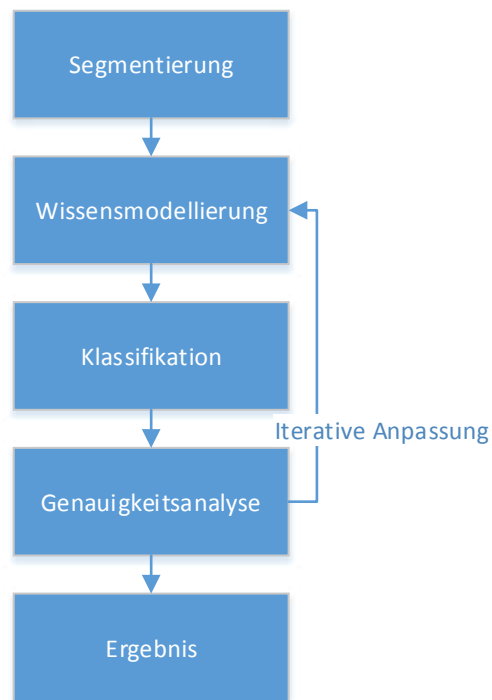 Segmentierung
Wissensmodellierung
Klassifikation
Iterative Anpassung
Genauigkeitsanalyse
Ergebnis